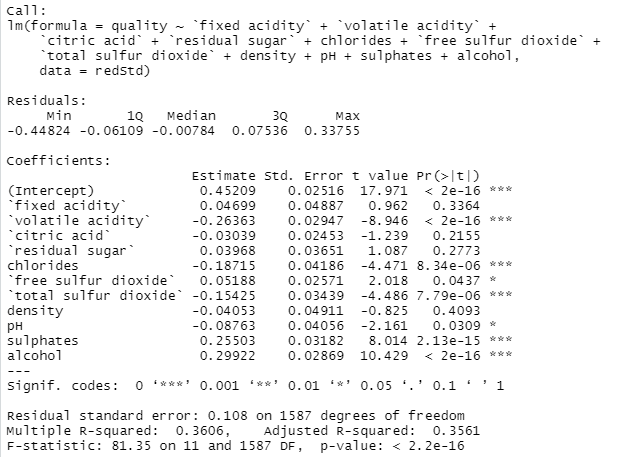 Call:
lm(formula = quality ~ `fixed acidity` + `volatile acidity` +
    `citric acid` + `residual sugar` + chlorides + `free sulfur dioxide` +
    `total sulfur dioxide` + density + pH + sulphates + alcohol,
    data = redStd)

Residuals:
     Min       1Q   Median       3Q      Max
-0.44824 -0.06109 -0.00784  0.07536  0.33755

Coefficients:
                       Estimate Std. Error t value Pr(>|t|)
(Intercept)             0.45209    0.02516  17.971  < 2e-16 ***
`fixed acidity`         0.04699    0.04887   0.962   0.3364
`volatile acidity`     -0.26363    0.02947  -8.946  < 2e-16 ***
`citric acid`          -0.03039    0.02453  -1.239   0.2155
`residual sugar`        0.03968    0.03651   1.087   0.2773
chlorides              -0.18715    0.04186  -4.471 8.34e-06 ***
`free sulfur dioxide`   0.05188    0.02571   2.018   0.0437 *
`total sulfur dioxide` -0.15425    0.03439  -4.486 7.79e-06 ***
density                -0.04053    0.04911  -0.825   0.4093
pH                     -0.08763    0.04056  -2.161   0.0309 *
sulphates               0.25503    0.03182   8.014 2.13e-15 ***
alcohol                 0.29922    0.02869  10.429  < 2e-16 ***
---
Signif. codes:  0 ‘***’ 0.001 ‘**’ 0.01 ‘*’ 0.05 ‘.’ 0.1 ‘ ’ 1

Residual standard error: 0.108 on 1587 degrees of freedom
Multiple R-squared:  0.3606,    Adjusted R-squared:  0.3561
F-statistic: 81.35 on 11 and 1587 DF,  p-value: < 2.2e-16